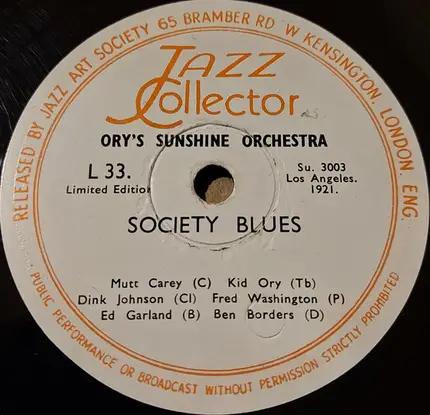 RELEASED BY JAZZ ART SOCIETY 65 BRAMBER RD W KENSINGTON, LONDON. ENG.
Jazz
Collector
ORY'S SUNSHINE ORCHESTRA
L 33.
Limited Edition
Su. 3003
Los Angeles.
1921.
SOCIETY BLUES
Mutt Carey (C) Kid Ory (Tb)
Dink Johnson (Cl) Fred Washington (P)
Ed Garland (B) Ben Borders (D)
PUBLIC PERFORMANCE OR BROADCAST WITHOUT PERMISSION STRICTLY PROHIBITED